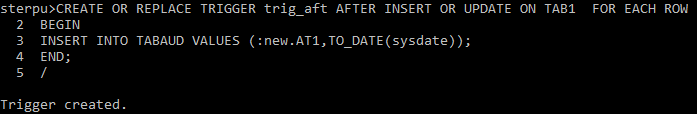 sterpu>CREATE OR REPLACE TRIGGER trig_aft AFTER INSERT OR UPDATE ON TAB1  FOR EACH ROW
  2  BEGIN
  3  INSERT INTO TABAUD VALUES (:new.AT1,TO_DATE(sysdate));
  4  END;
  5  /
Trigger created.